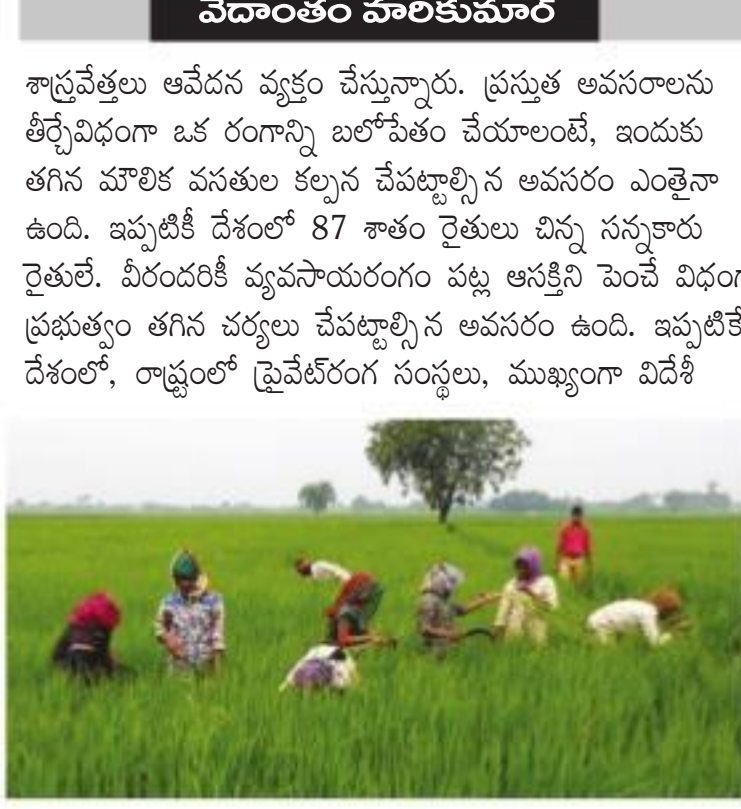 వేదాంతం హరికుమార్
శాస్త్రవేత్తలు ఆవేదన వ్యక్తం చేస్తున్నారు. ప్రస్తుత అవసరాలను
తీర్చేవిధంగా ఒక రంగాన్ని బలోపేతం చేయాలంటే, ఇందుకు
తగిన మౌలిక వసతుల కల్పన చేపట్టాల్సిన అవసరం ఎంతైనా
ఉంది. ఇప్పటికీ దేశంలో 87 శాతం రైతులు చిన్న సన్నకారు
రైతులే. వీరందరికీ వ్యవసాయరంగం పట్ల ఆసక్తిని పెంచే విధంగ
ప్రభుత్వం తగిన చర్యలు చేపట్టాల్సిన అవసరం ఉంది. ఇప్పటికే
దేశంలో, రాష్ట్రంలో ప్రైవేట్‌రంగ సంస్థలు, ముఖ్యంగా విదేశీ